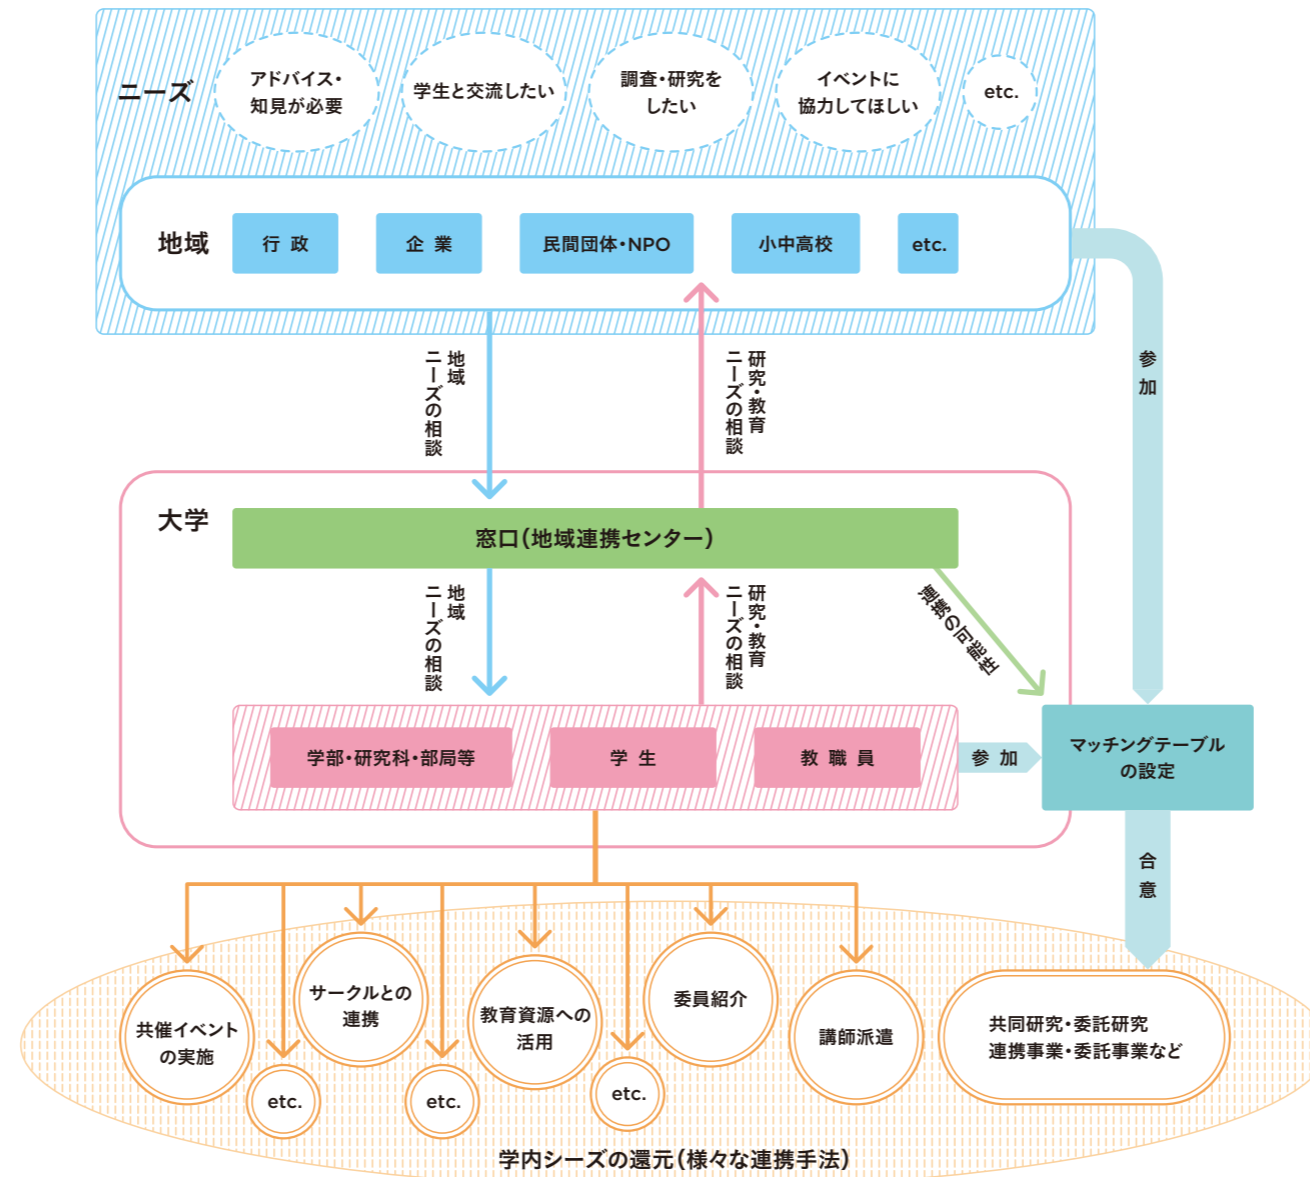 ニーズ
アドバイス・
知見が必要
学生と交流したい
調査・研究を
したい
イベントに
協力してほしい
etc.
地域
行 政
企 業
民間団体・NPO
小中高校
etc.
地域
ニーズの相談
研究・教育
ニーズの相談
参加
大学
窓口(地域連携センター)
地域
ニーズの相談
研究・教育
ニーズの相談
連携の可能性
学部・研究科・部局等
学 生
教 職 員
参 加
マッチングテーブル
の設定
合意
共催イベント
の実施
etc.
サークルとの
連携
etc.
教育資源への
活用
etc.
委員紹介
講師派遣
共同研究・委託研究
連携事業・委託事業など
学内シーズの還元(様々な連携手法)